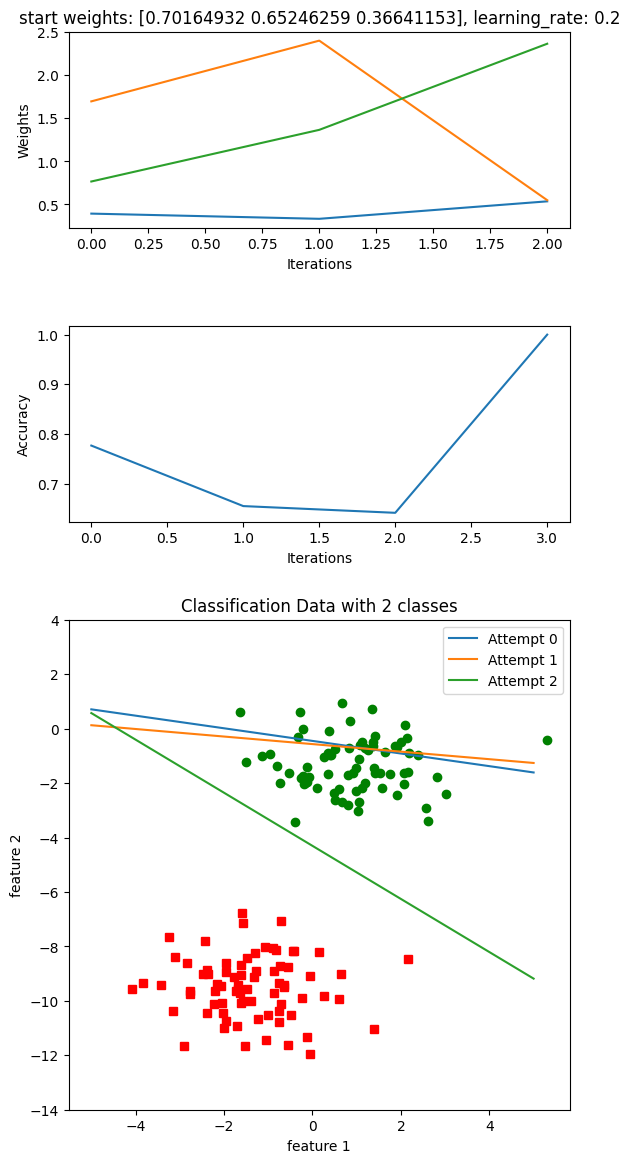 start weights: [0.70164932 0.65246259 0.36641153], learning_rate: 0.2
2.5
2.0
1.5
1.0
0.5
Weights
0.00 0.25 0.50 0.75 1.00 1.25 1.50 1.75 2.00
Iterations
1.0
0.9
0.8
0.7
Accuracy
0.0 0.5 1.0 1.5 2.0 2.5 3.0
Iterations
Classification Data with 2 classes
Attempt 0
Attempt 1
Attempt 2
4
2
0
−2
−4
−6
−8
−10
−12
−14
feature 2
−4 −2 0 2 4
feature 1